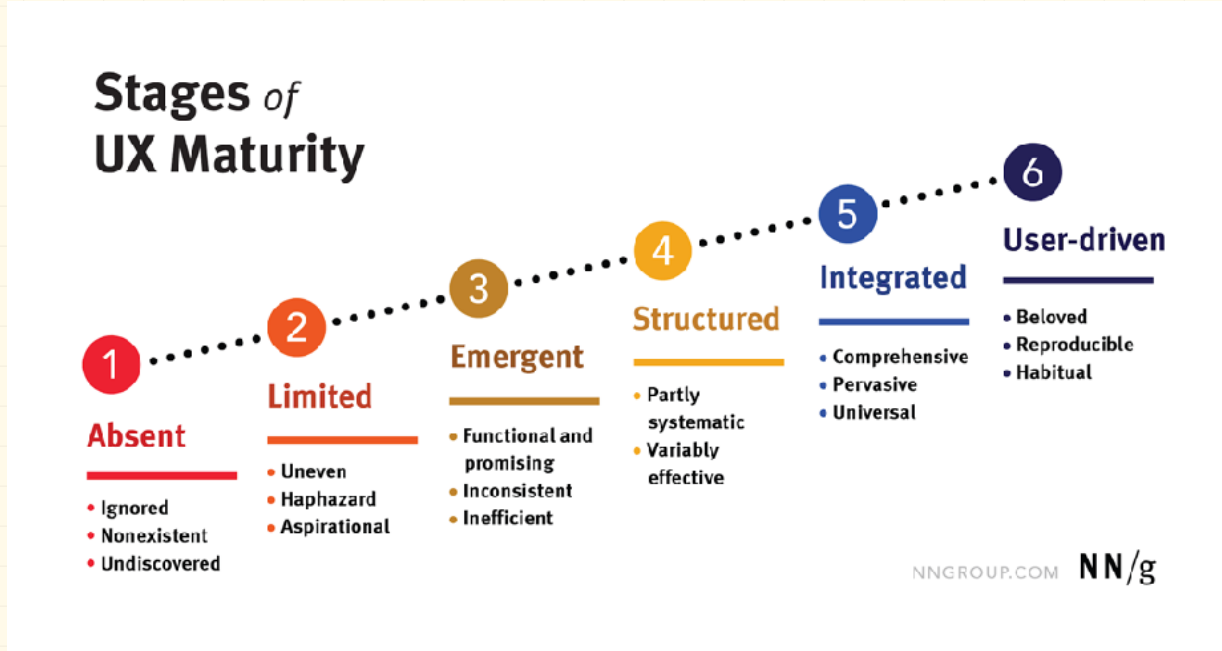 Stages of
UX Maturity
1
Absent
• Ignored
• Nonexistent
• Undiscovered
2
Limited
• Uneven
• Haphazard
• Aspirational
3
Emergent
• Functional and
promising
• Inconsistent
• Inefficient
4
Structured
• Partly
systematic
• Variably
effective
5
Integrated
• Comprehensive
• Pervasive
• Universal
6
User-driven
• Beloved
• Reproducible
• Habitual
NNGROUP.COM NN/g